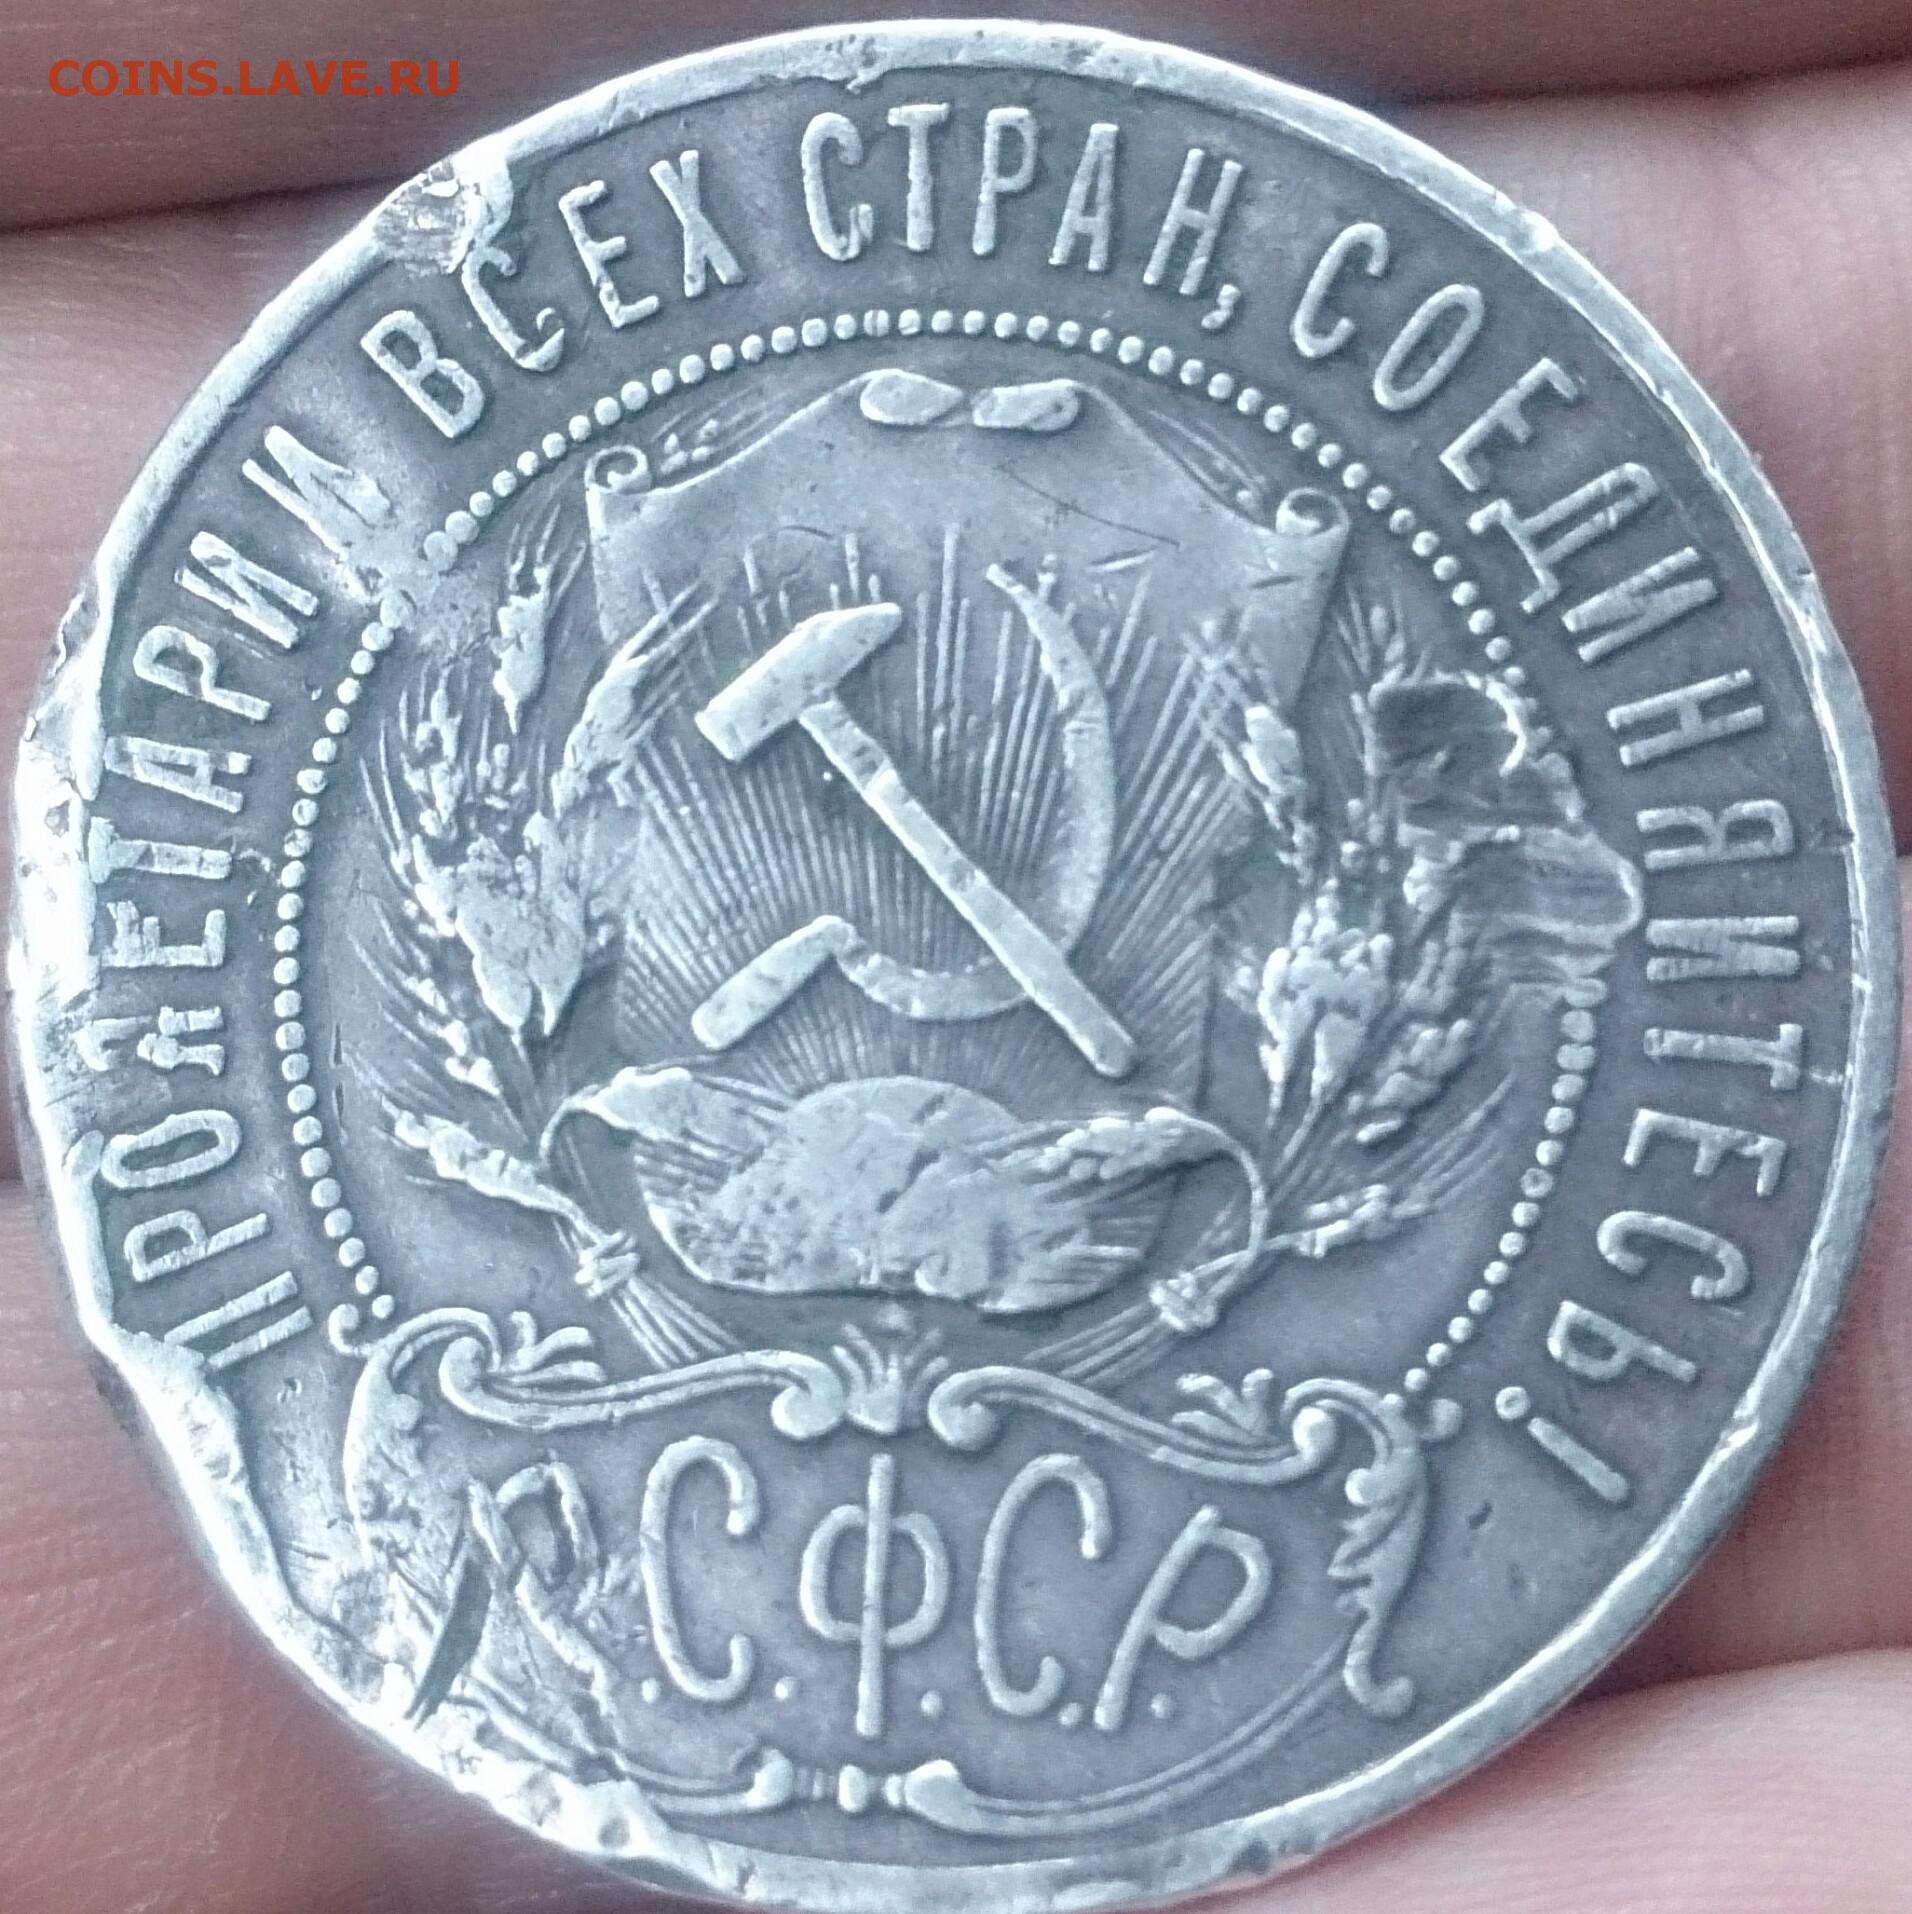 COINS.LAVE.RU
ПРОЛЕТАРИИ ВСЕХ СТРАН, СОЕДИНЯЙТЕСЬ!
Р.С.Ф.С.Р.